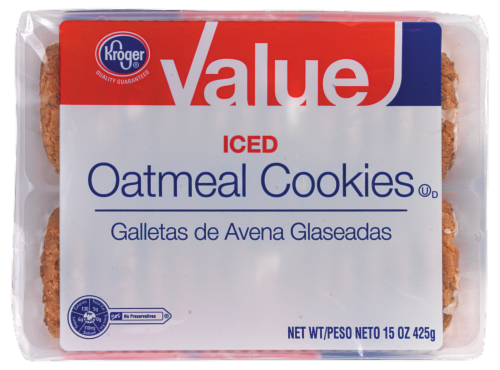 Kroger
QUALITY GUARANTEED
Value
ICED
Oatmeal Cookies
U D
Galletas de Avena Glaseadas
No Preservatives
NET WT/PESO NETO 15 OZ 425g